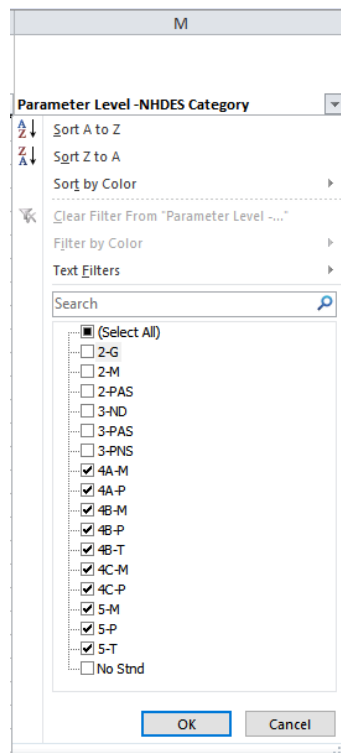 M
Parameter Level -NHDES Category
Sort A to Z
Sort Z to A
Sort by Color
Clear Filter From "Parameter Level -..."
Filter by Color
Text Filters
Search
(Select All)
2-G
2-M
2-PAS
3-ND
3-PAS
3-PNS
4A-M
4A-P
4B-M
4B-P
4B-T
4C-M
4C-P
5-M
5-P
5-T
No Stnd
OK Cancel